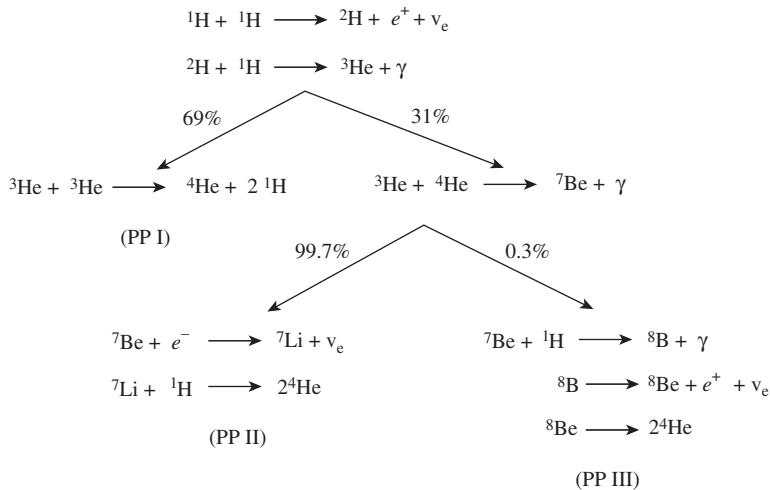 ¹H + ¹H ⟶ ²H + e⁺ + νₑ
²H + ¹H ⟶ ³He + γ
69% 31%
³He + ³He ⟶ ⁴He + 2 ¹H
³He + ⁴He ⟶ ⁷Be + γ
(PP I)
99.7% 0.3%
⁷Be + e⁻ ⟶ ⁷Li + νₑ
⁷Li + ¹H ⟶ 2⁴He
(PP II)
⁷Be + ¹H ⟶ ⁸B + γ
⁸B ⟶ ⁸Be + e⁺ + νₑ
⁸Be ⟶ 2⁴He
(PP III)